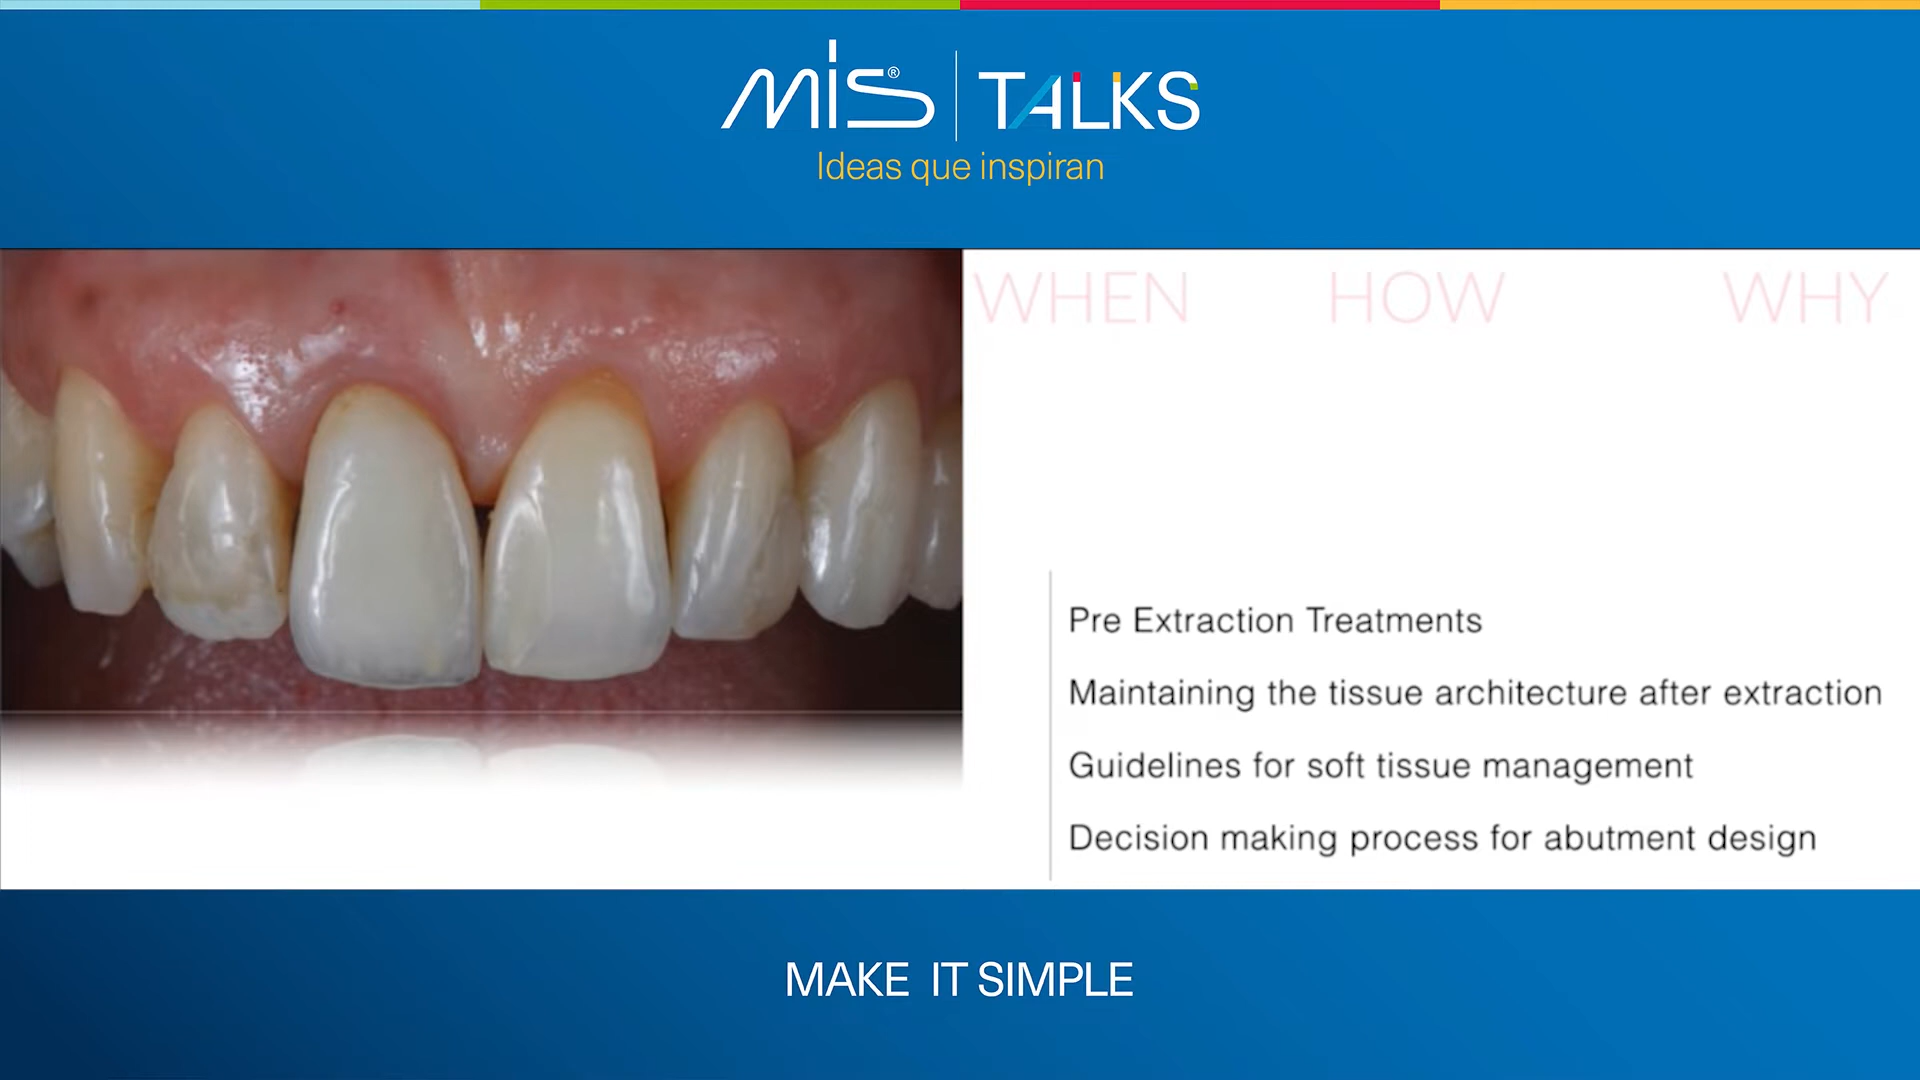 MIS® TALKS
Ideas que inspiran
WHEN HOW WHY
Pre Extraction Treatments
Maintaining the tissue architecture after extraction
Guidelines for soft tissue management
Decision making process for abutment design
MAKE IT SIMPLE